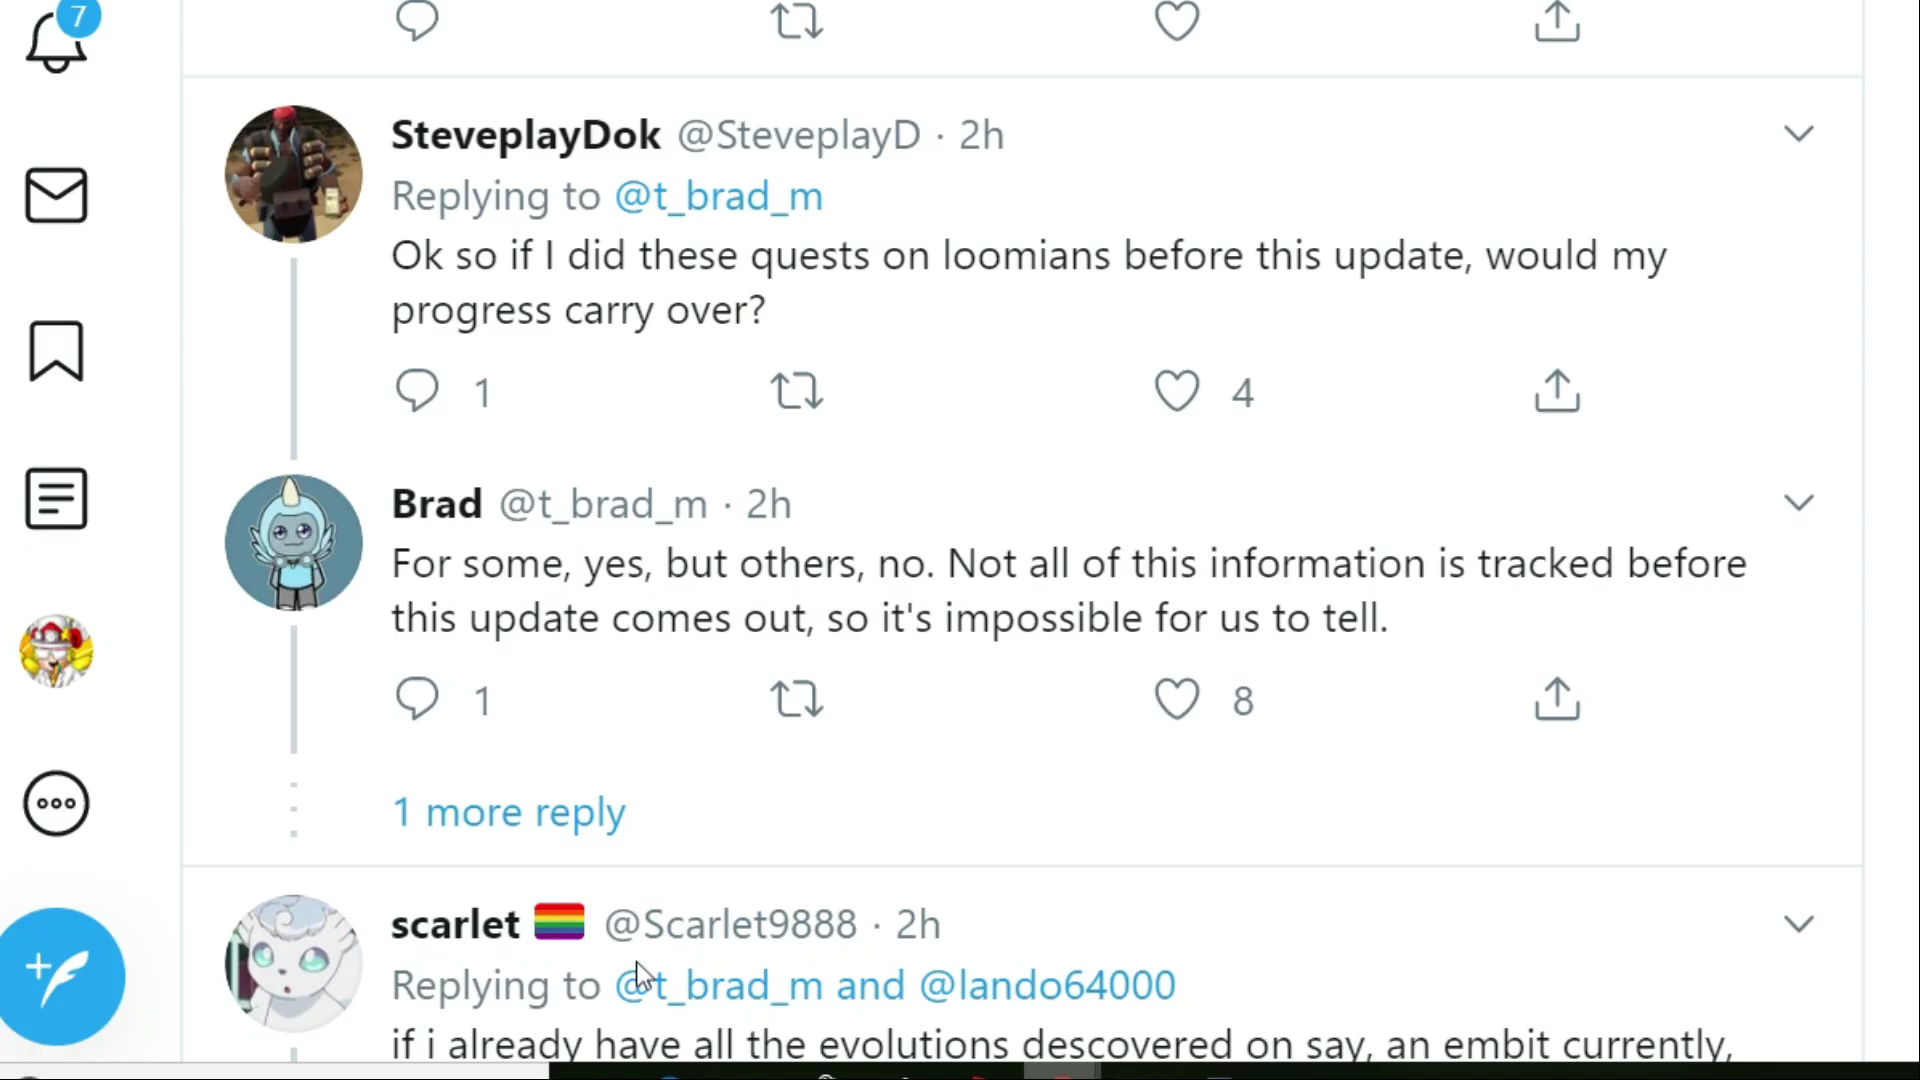 7
SteveplayDok @SteveplayD · 2h
Replying to @t_brad_m
Ok so if I did these quests on loomians before this update, would my
progress carry over?
1 4
Brad @t_brad_m · 2h
For some, yes, but others, no. Not all of this information is tracked before
this update comes out, so it's impossible for us to tell.
1 8
1 more reply
scarlet @Scarlet9888 · 2h
Replying to @t_brad_m and @lando64000
if i already have all the evolutions descovered on say, an embit currently,